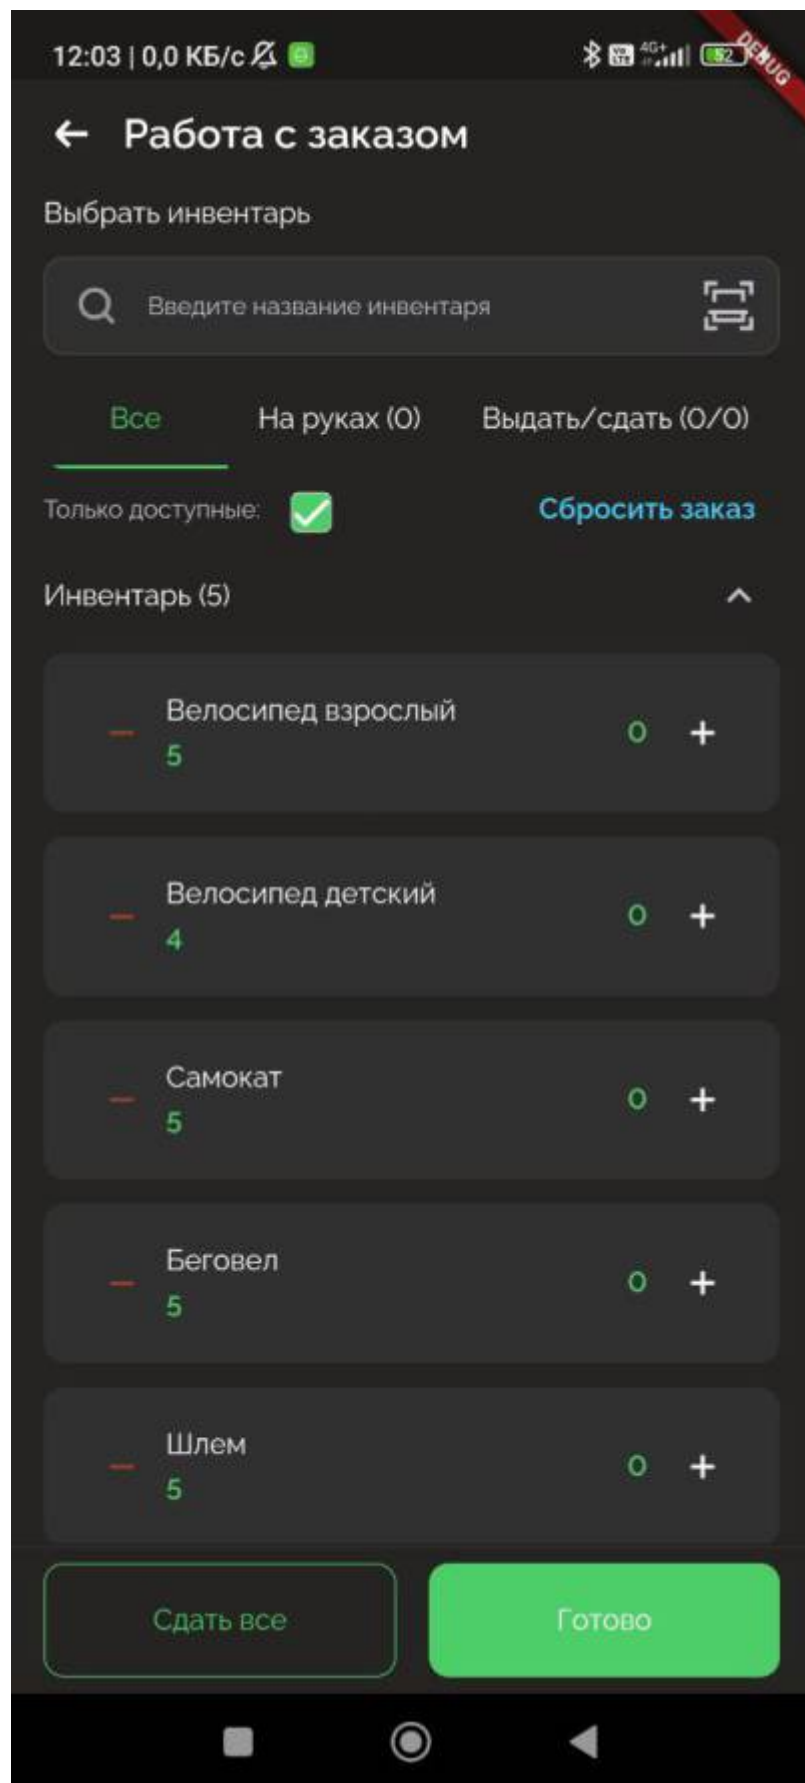 12:03 | 0,0 КБ/с
4G+ 52
DEBUG
Работа с заказом
Выбрать инвентарь
Введите название инвентаря
Все На руках (0) Выдать/сдать (0/0)
Только доступные: Сбросить заказ
Инвентарь (5)
Велосипед взрослый
5
0 +
Велосипед детский
4
0 +
Самокат
5
0 +
Беговел
5
0 +
Шлем
5
0 +
Сдать все Готово